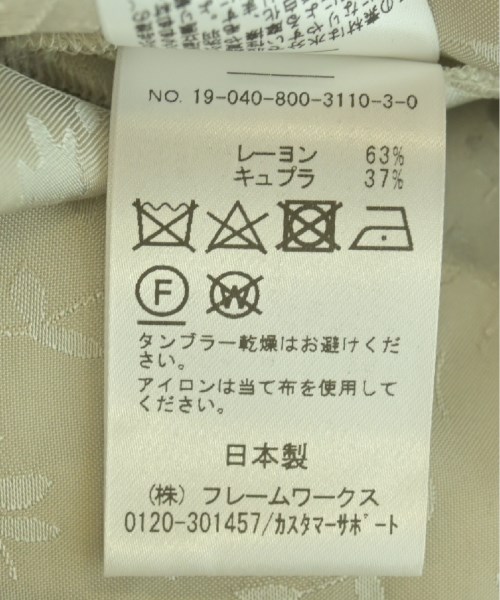 NO. 19-040-800-3110-3-0
レーヨン 63%
キュプラ 37%
F W
タンブラー乾燥はお避けくだ
さい。
アイロンは当て布を使用して
ください。
日本製
(株) フレームワークス
0120-301457/ｶｽﾀﾏｰｻﾎﾟｰﾄ